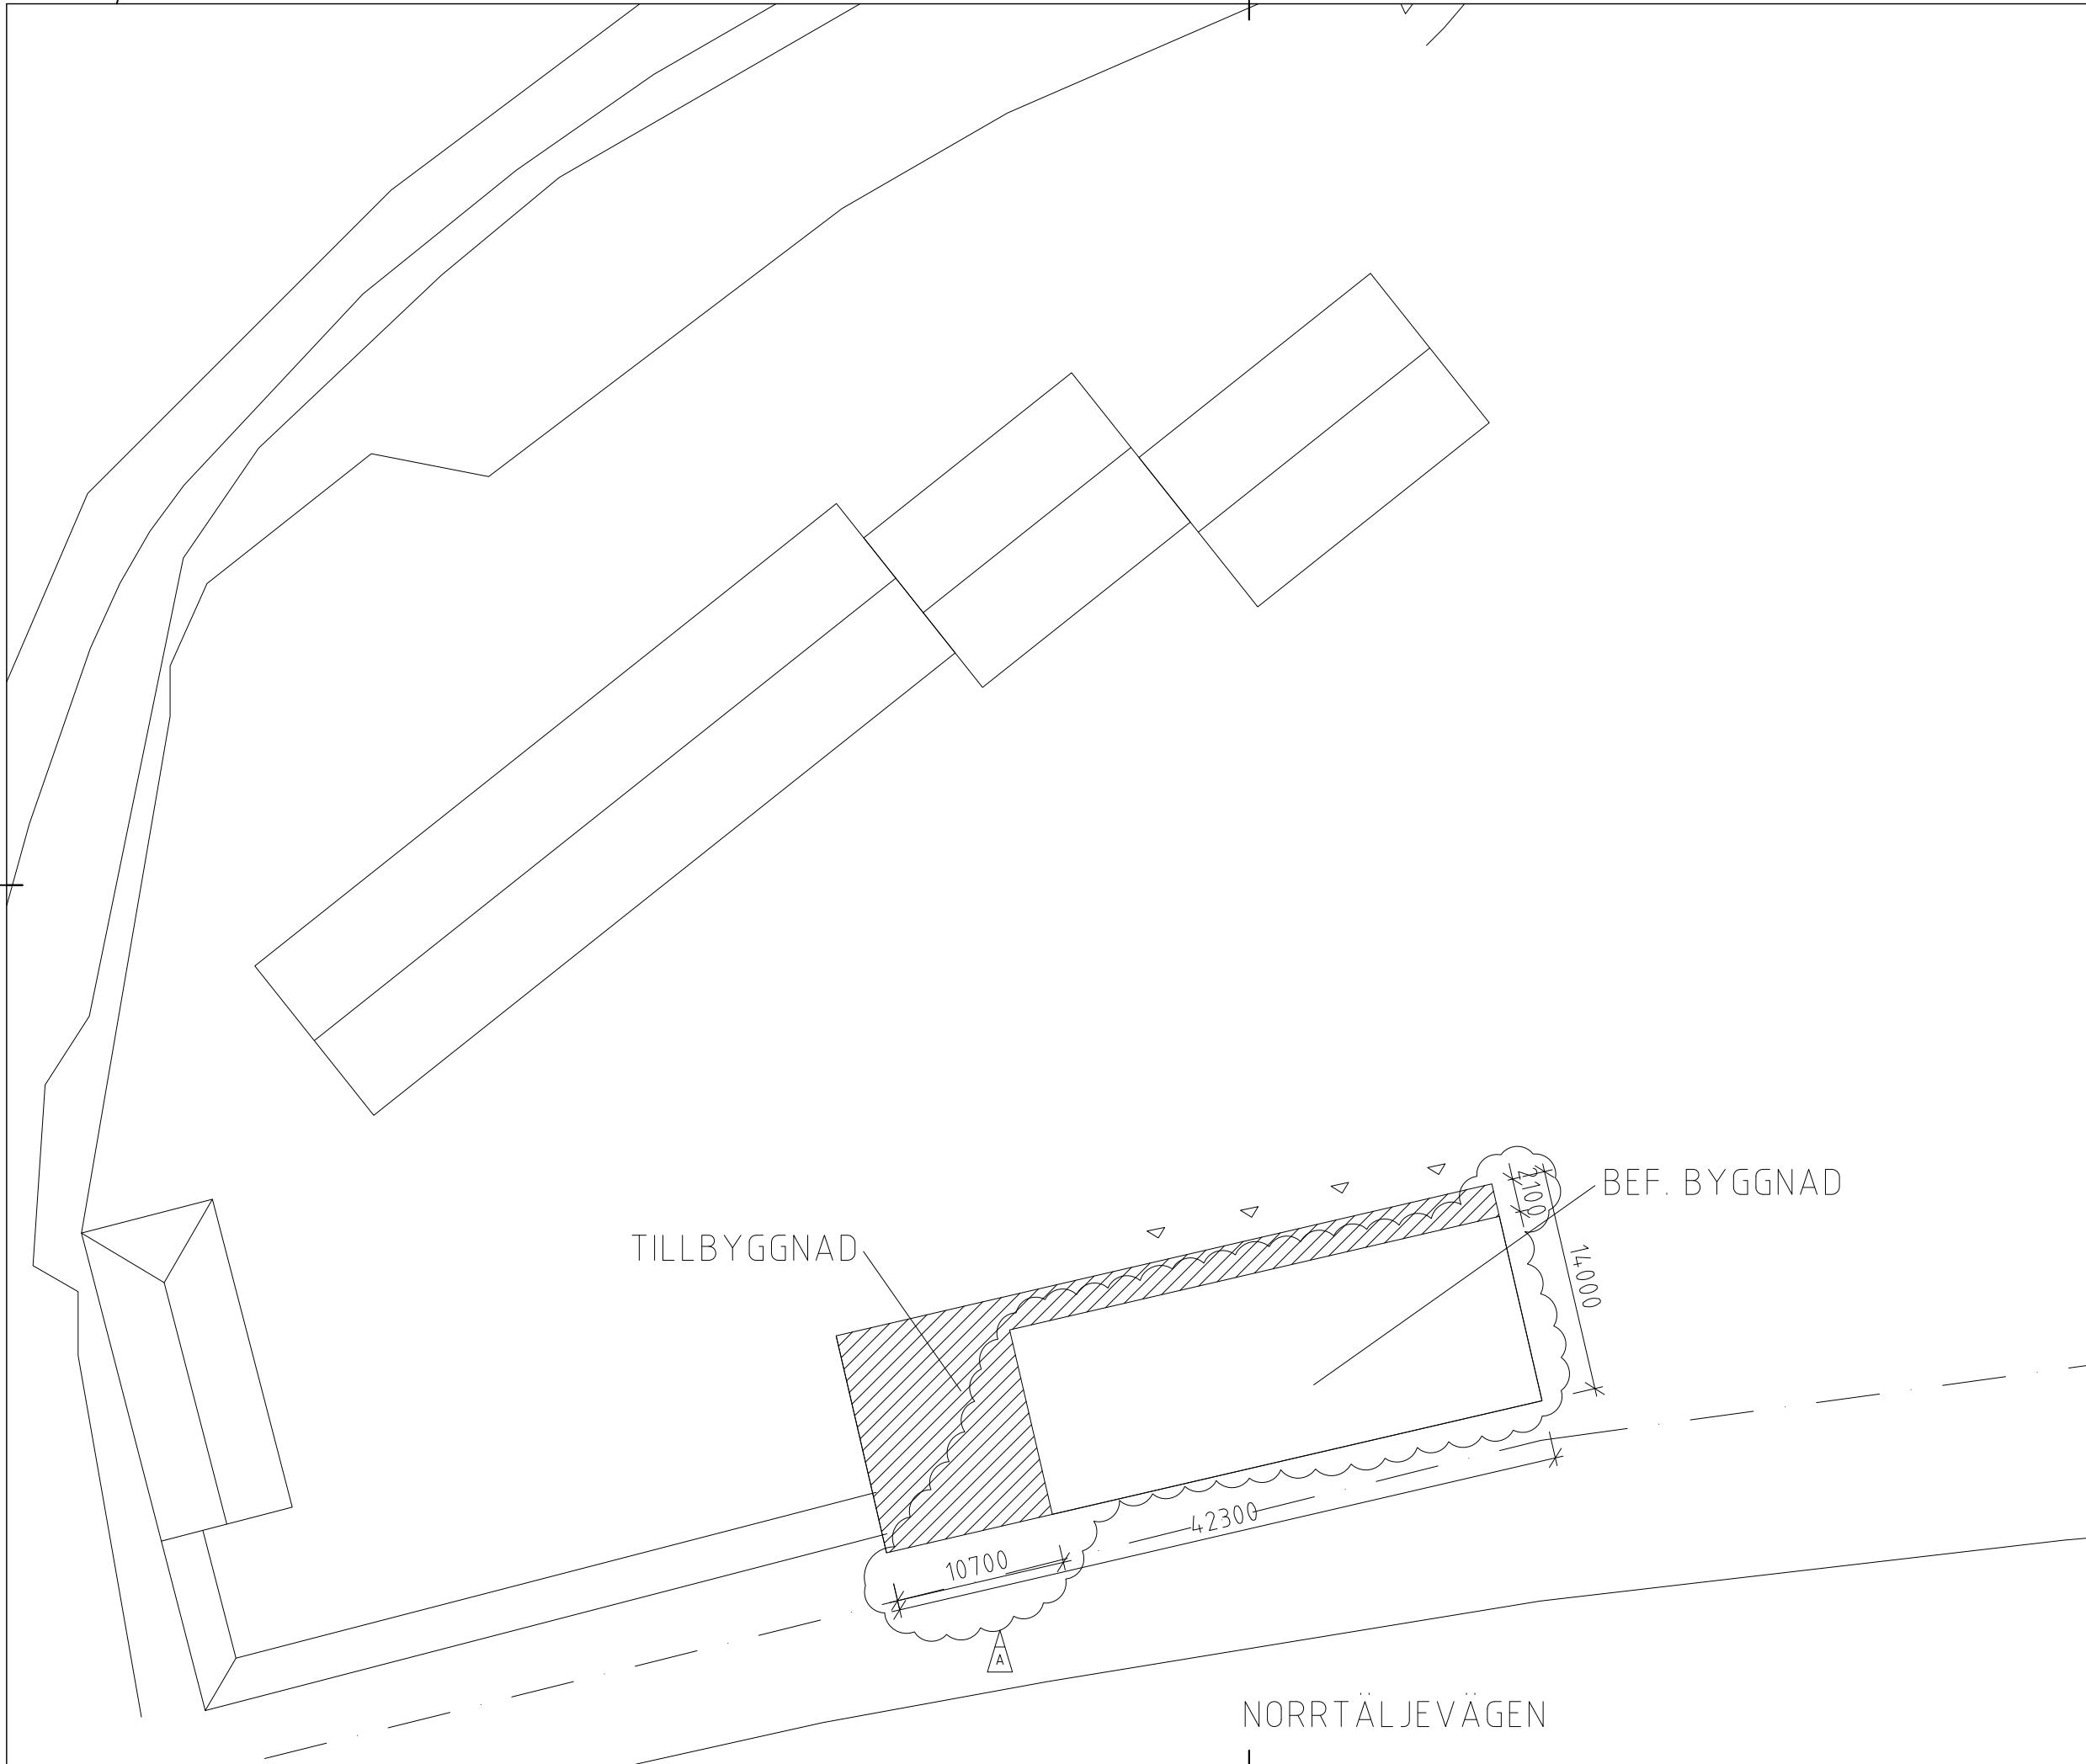 BEF. BYGGNAD
2100
TILLBYGGNAD
14000
42300
10700
A
NORRTÄLJEVÄGEN